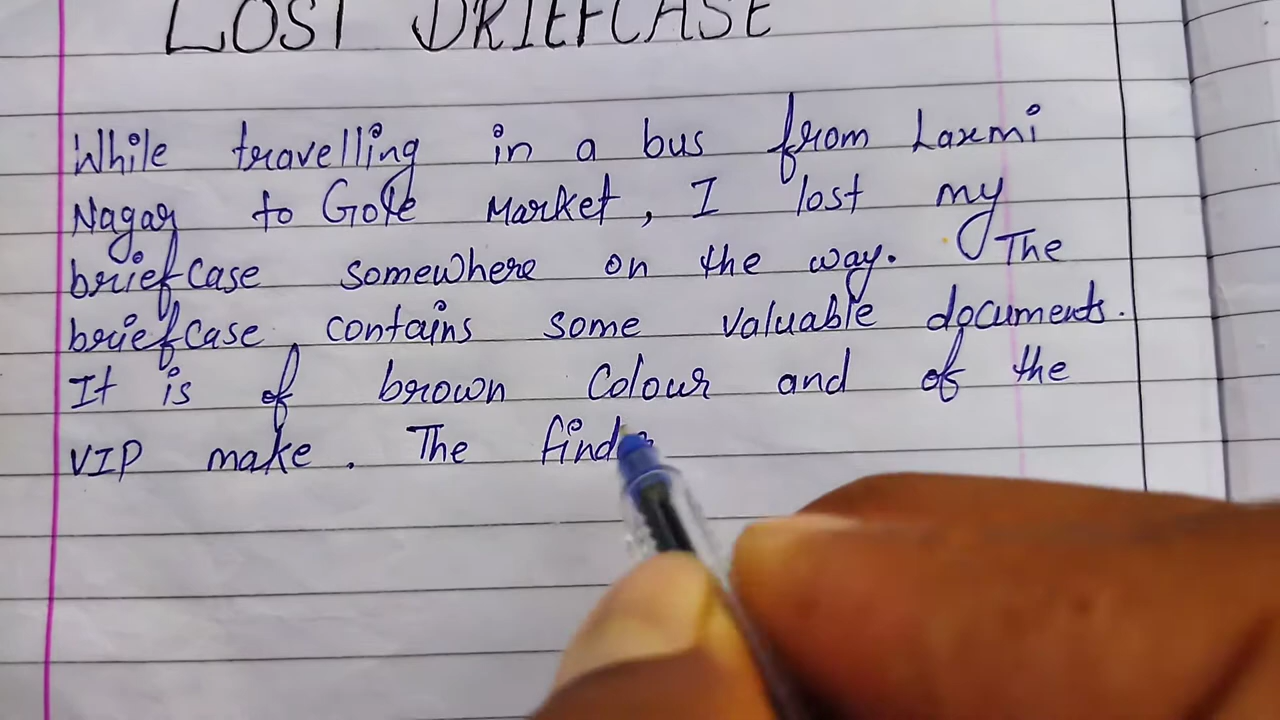 LOST BRIEFCASE
While travelling in a bus from Laxmi
Nagar to Gole Market, I lost my
briefcase somewhere on the way. The
briefcase contains some valuable documents.
It is of brown colour and of the
VIP make. The finde